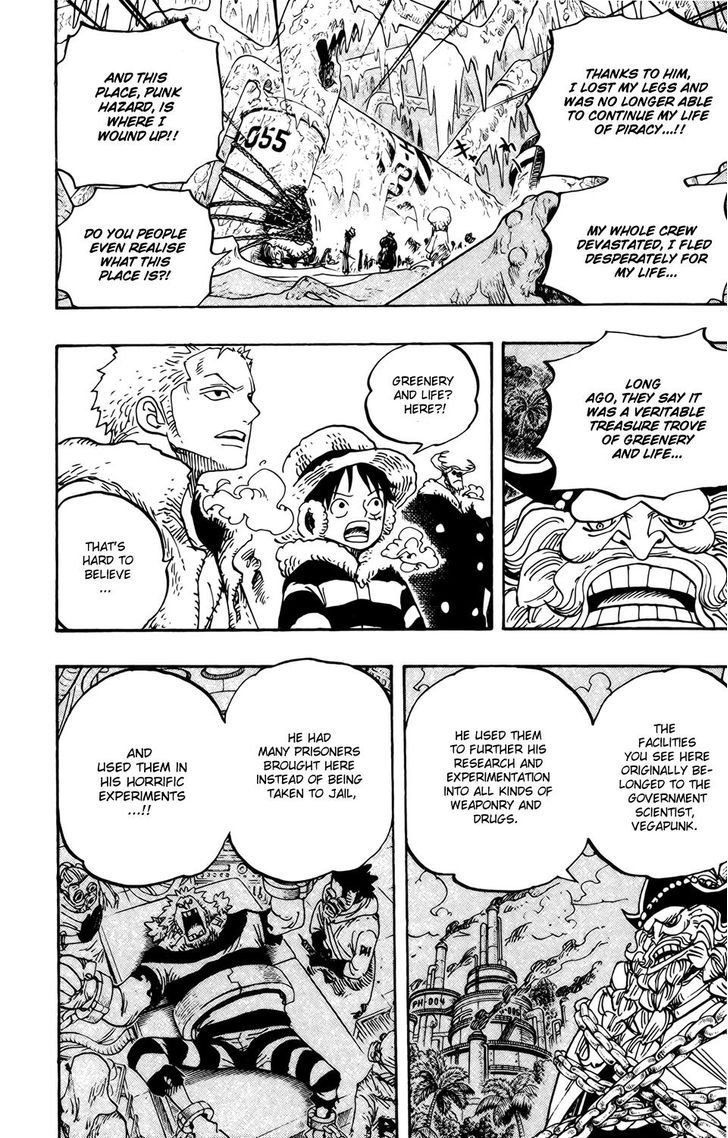 THANKS TO HIM,
I LOST MY LEGS AND
WAS NO LONGER ABLE
TO CONTINUE MY LIFE
OF PIRACY...!!
MY WHOLE CREW
DEVASTATED, I FLED
DESPERATELY FOR
MY LIFE...
AND THIS
PLACE, PUNK
HAZARD, IS
WHERE I
WOUND UP!!
DO YOU PEOPLE
EVEN REALISE
WHAT THIS
PLACE IS?!
055
LONG
AGO, THEY SAY IT
WAS A VERITABLE
TREASURE TROVE
OF GREENERY
AND LIFE...
GREENERY
AND LIFE?
HERE?!
THAT'S
HARD TO
BELIEVE
...
THE
FACILITIES
YOU SEE HERE
ORIGINALLY BE-
LONGED TO THE
GOVERNMENT
SCIENTIST,
VEGAPUNK.
HE USED THEM
TO FURTHER HIS
RESEARCH AND
EXPERIMENTATION
INTO ALL KINDS OF
WEAPONRY AND
DRUGS.
PH-004
HE HAD
MANY PRISONERS
BROUGHT HERE
INSTEAD OF BEING
TAKEN TO JAIL,
AND
USED THEM IN
HIS HORRIFIC
EXPERIMENTS
...!!